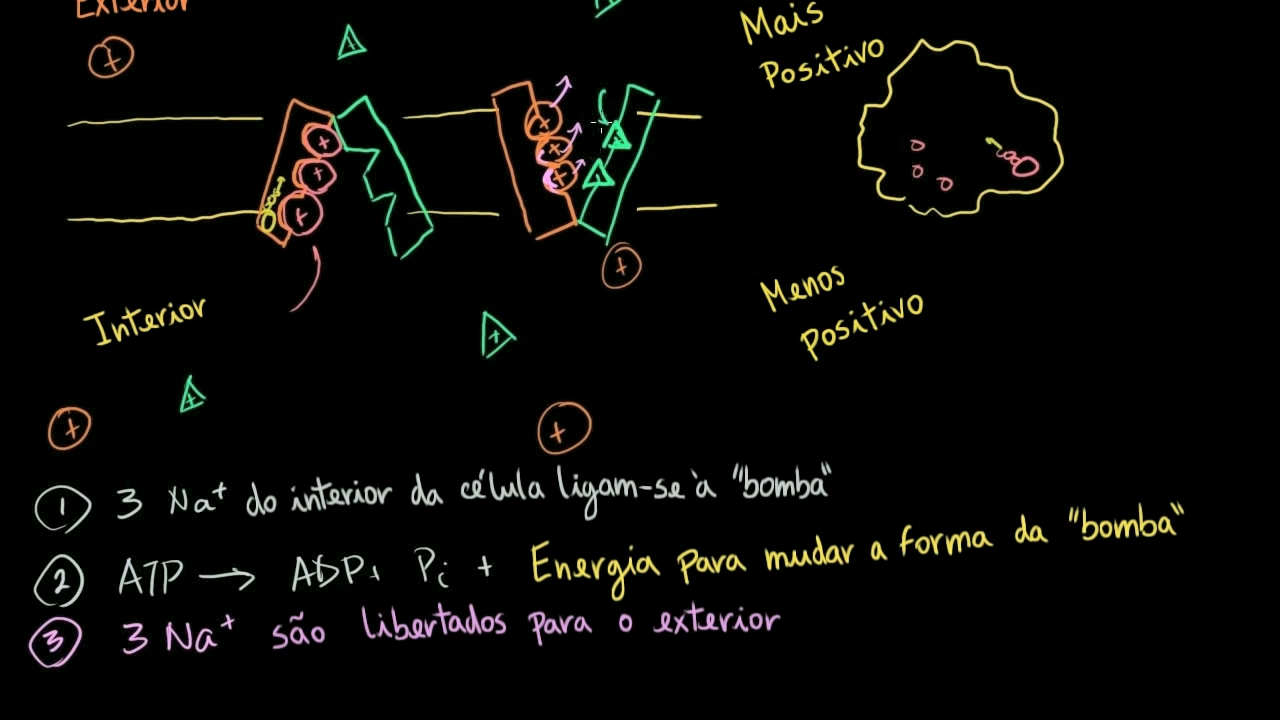 Exterior
Mais
Positivo
Interior
Menos
positivo
1 3 Na⁺ do interior da célula ligam-se à "bomba"
2 ATP → ADP + Pi + Energia para mudar a forma da "bomba"
3 3 Na⁺ são libertados para o exterior